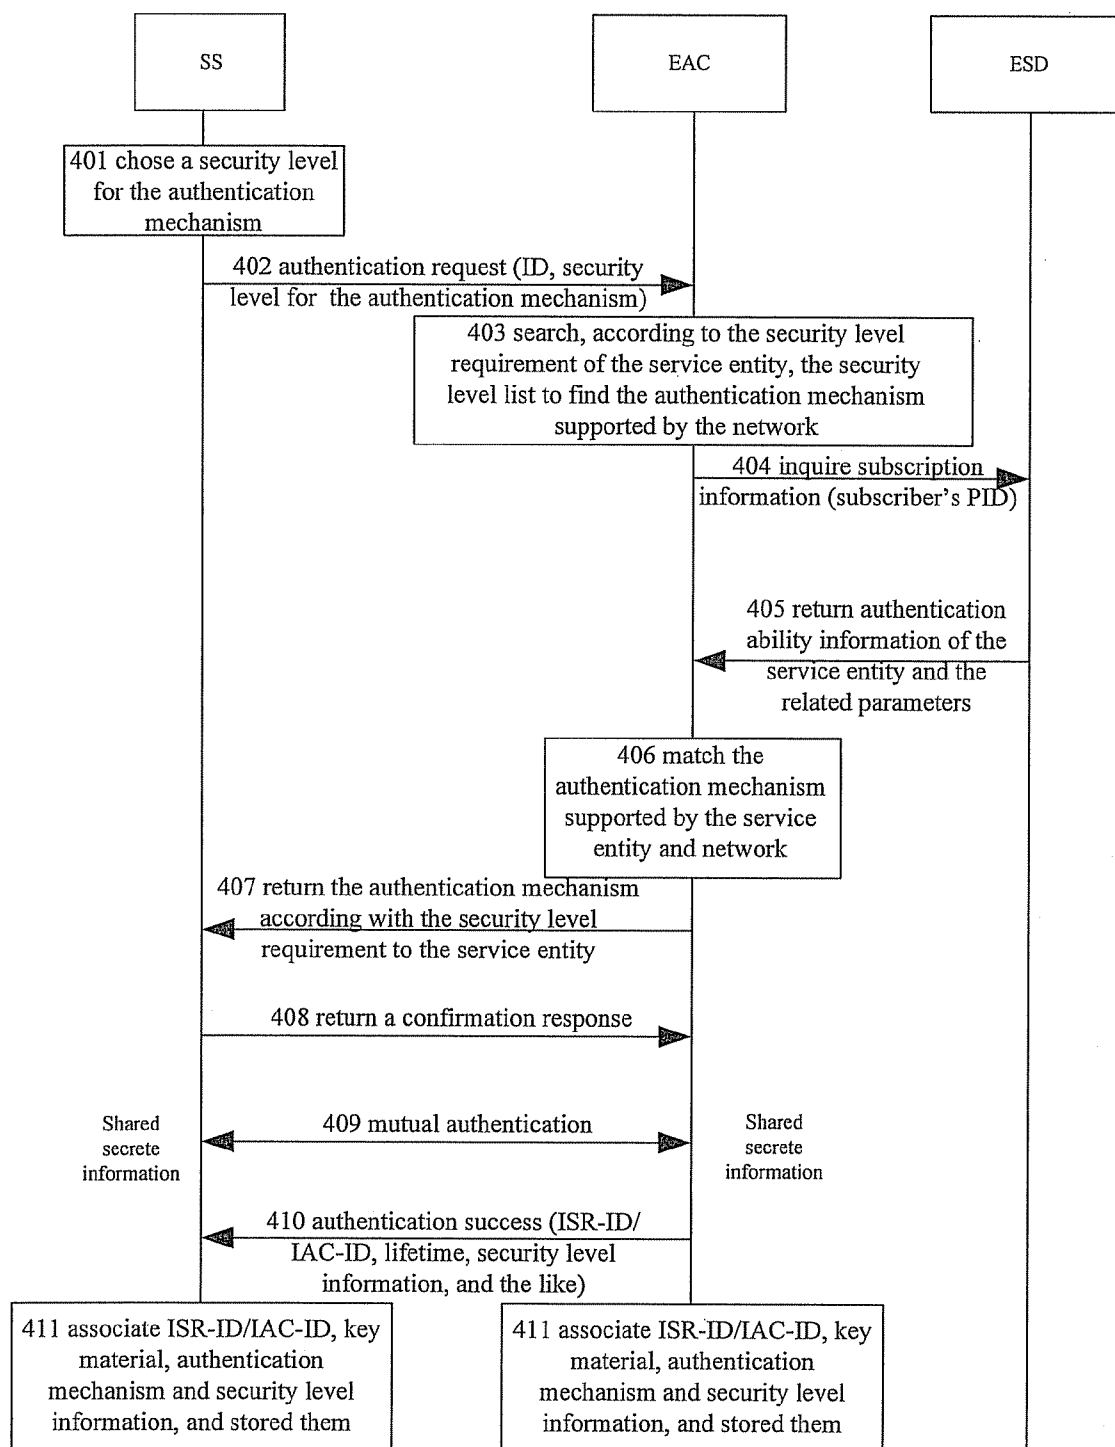 SS
EAC
ESD
401 chose a security level
for the authentication
mechanism
402 authentication request (ID, security
level for the authentication mechanism)
403 search, according to the security level
requirement of the service entity, the security
level list to find the authentication mechanism
supported by the network
404 inquire subscription
information (subscriber's PID)
405 return authentication
ability information of the
service entity and the
related parameters
406 match the
authentication mechanism
supported by the service
entity and network
407 return the authentication mechanism
according with the security level
requirement to the service entity
408 return a confirmation response
Shared
secrete
information
409 mutual authentication
Shared
secrete
information
410 authentication success (ISR-ID/
IAC-ID, lifetime, security level
information, and the like)
411 associate ISR-ID/IAC-ID, key
material, authentication
mechanism and security level
information, and stored them
411 associate ISR-ID/IAC-ID, key
material, authentication
mechanism and security level
information, and stored them